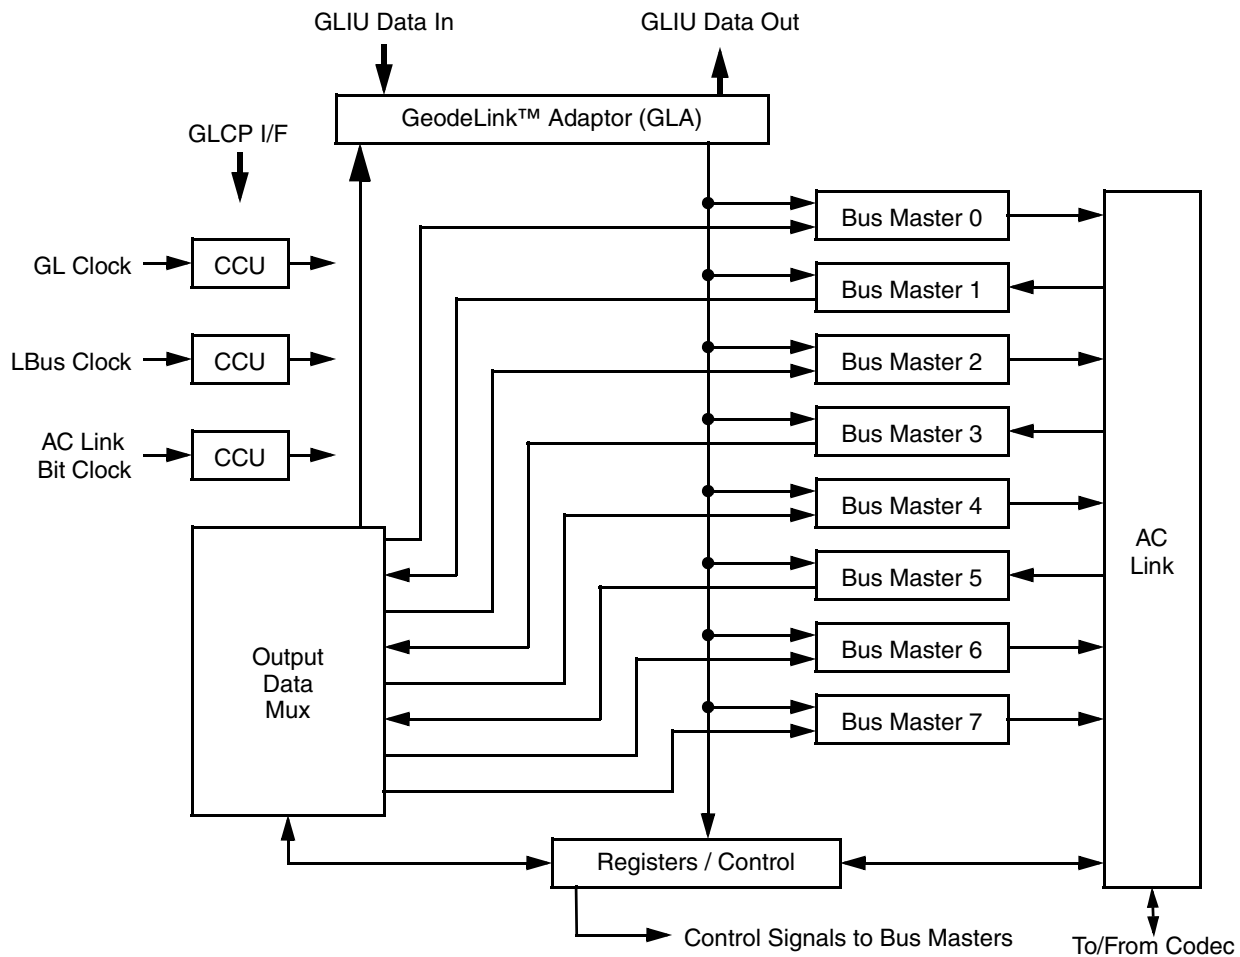 GLIU Data In
GLIU Data Out
GeodeLink™ Adaptor (GLA)
GLCP I/F
GL Clock
CCU
LBus Clock
CCU
AC Link
Bit Clock
CCU
Bus Master 0
Bus Master 1
Bus Master 2
Bus Master 3
Bus Master 4
Bus Master 5
Bus Master 6
Bus Master 7
AC
Link
Output
Data
Mux
Registers / Control
Control Signals to Bus Masters
To/From Codec